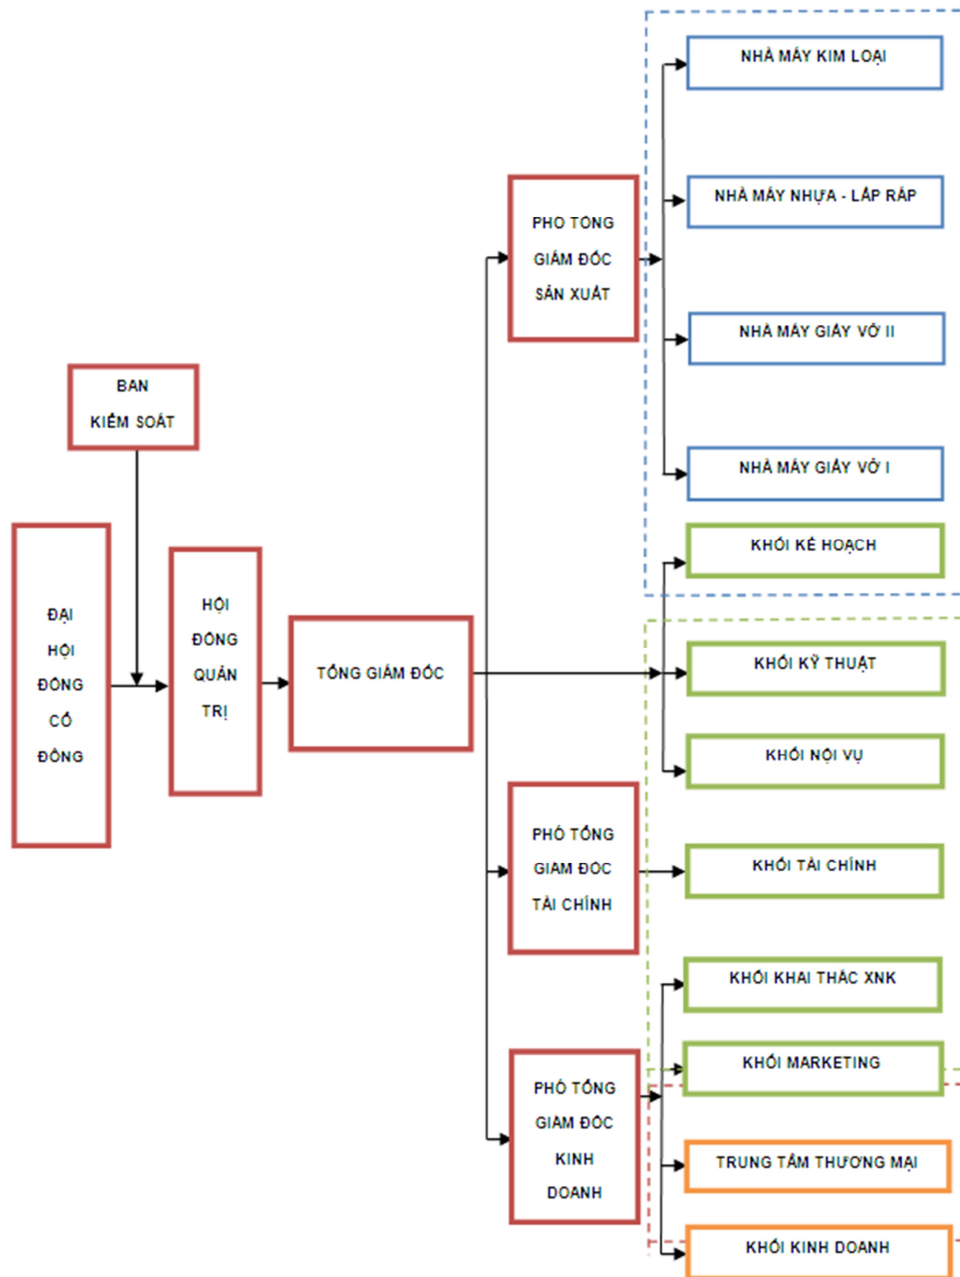 NHÀ MÁY KIM LOẠI
NHÀ MÁY NHỰA - LẮP RÁP
PHÓ TỔNG
GIÁM ĐỐC
SẢN XUẤT
NHÀ MÁY GIẤY VỞ II
BAN
KIỂM SOÁT
NHÀ MÁY GIẤY VỞ I
KHỐI KẾ HOẠCH
ĐẠI
HỘI
ĐỒNG
CỔ
ĐÔNG
HỘI
ĐỒNG
QUẢN
TRỊ
TỔNG GIÁM ĐỐC
KHỐI KỸ THUẬT
KHỐI NỘI VỤ
PHÓ TỔNG
GIÁM ĐỐC
TÀI CHÍNH
KHỐI TÀI CHÍNH
KHỐI KHAI THÁC XNK
KHỐI MARKETING
PHÓ TỔNG
GIÁM ĐỐC
KINH
DOANH
TRUNG TÂM THƯƠNG MẠI
KHỐI KINH DOANH